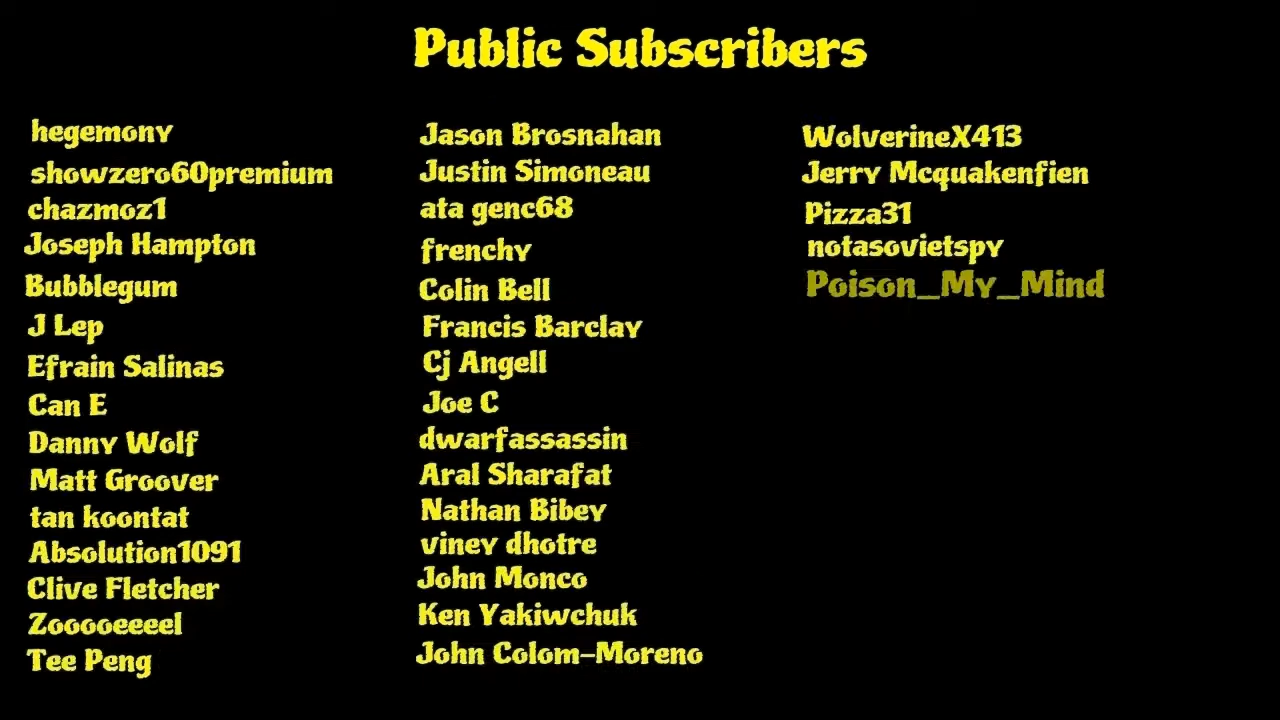 Public Subscribers
hegemony
showzero60premium
chazmoz1
Joseph Hampton
Bubblegum
J Lep
Efrain Salinas
Can E
Danny Wolf
Matt Groover
tan koontat
Absolution1091
Clive Fletcher
Zooooeeeel
Tee Peng
Jason Brosnahan
Justin Simoneau
ata genc68
frenchy
Colin Bell
Francis Barclay
Cj Angell
Joe C
dwarfassassin
Aral Sharafat
Nathan Bibey
viney dhotre
John Monco
Ken Yakiwchuk
John Colom-Moreno
WolverineX413
Jerry Mcquakenfien
Pizza31
notasovietspy
Poison_My_Mind